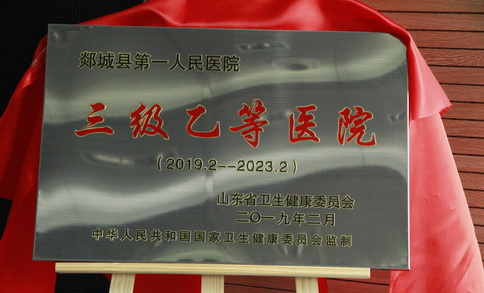 郯城县第一人民医院
三级乙等医院
(2019.2--2023.2)
山东省卫生健康委员会
二〇一九年二月
中华人民共和国国家卫生健康委员会监制